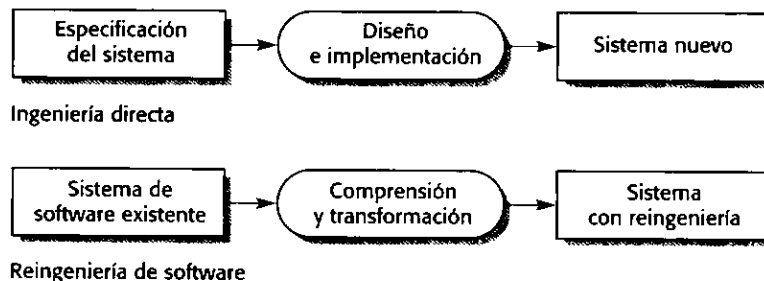 Especificación
del sistema
Diseño
e implementación
Sistema nuevo
Ingeniería directa
Sistema de
software existente
Comprensión
y transformación
Sistema
con reingeniería
Reingeniería de software